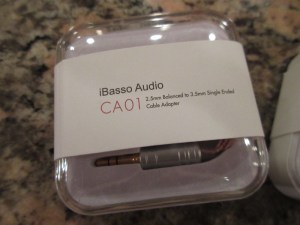 iBasso Audio
CA01
2.5mm Balanced to 3.5mm Single Ended
Cable Adapter